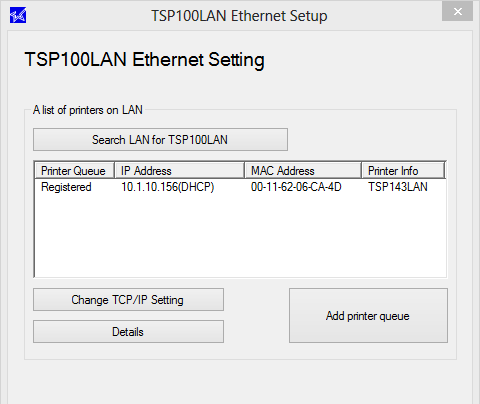 TSP100LAN Ethernet Setup
TSP100LAN Ethernet Setting
A list of printers on LAN
Search LAN for TSP100LAN
Printer Queue IP Address MAC Address Printer Info
Registered 10.1.10.156(DHCP) 00-11-62-06-CA-4D TSP143LAN
Change TCP/IP Setting
Add printer queue
Details